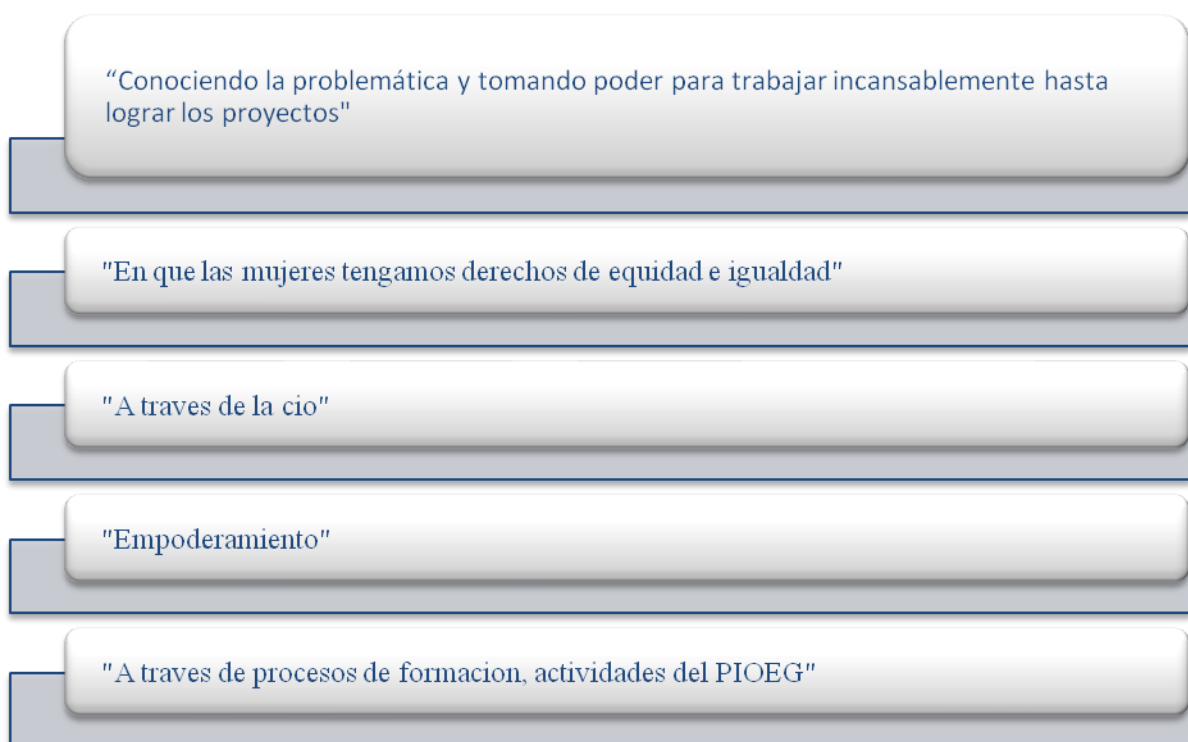 “Conociendo la problemática y tomando poder para trabajar incansablemente hasta
lograr los proyectos"
"En que las mujeres tengamos derechos de equidad e igualdad"
"A traves de la cio"
"Empoderamiento"
"A traves de procesos de formacion, actividades del PIOEG"